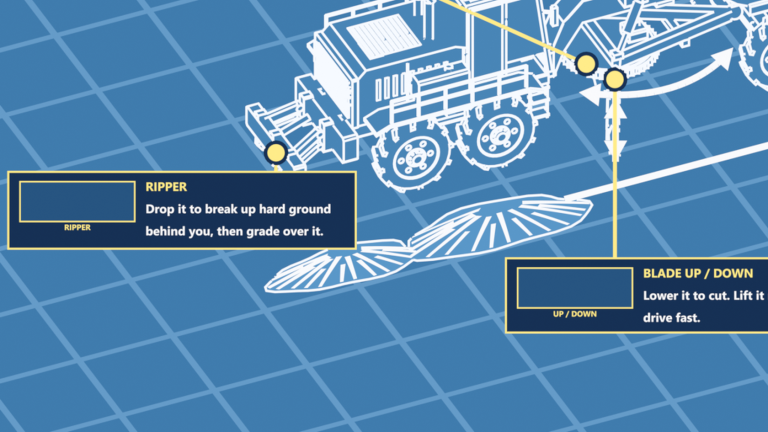 RIPPER
Drop it to break up hard ground
behind you, then grade over it.
RIPPER
BLADE UP / DOWN
Lower it to cut. Lift it
drive fast.
UP / DOWN